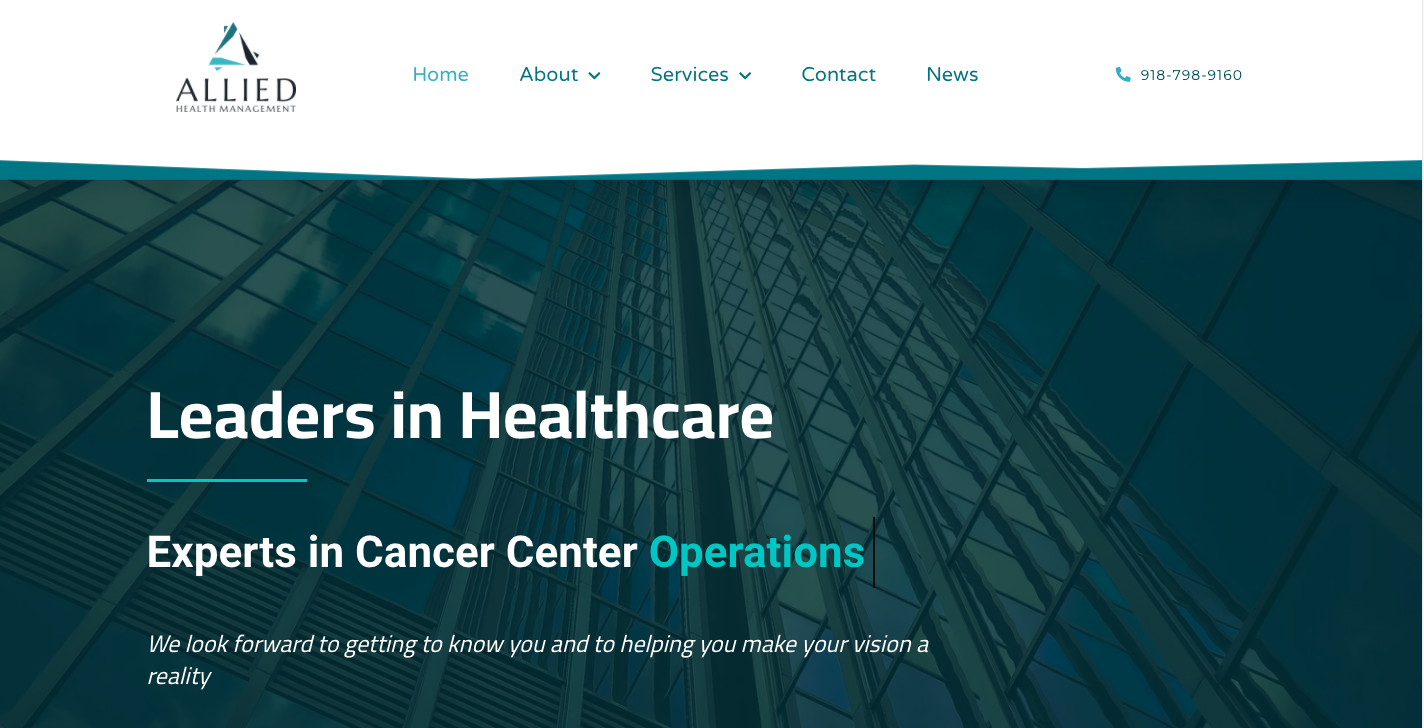 ALLIED
HEALTH MANAGEMENT
Home
About
Services
Contact
News
918-798-9160
Leaders in Healthcare
Experts in Cancer Center Operations
We look forward to getting to know you and to helping you make your vision a
reality